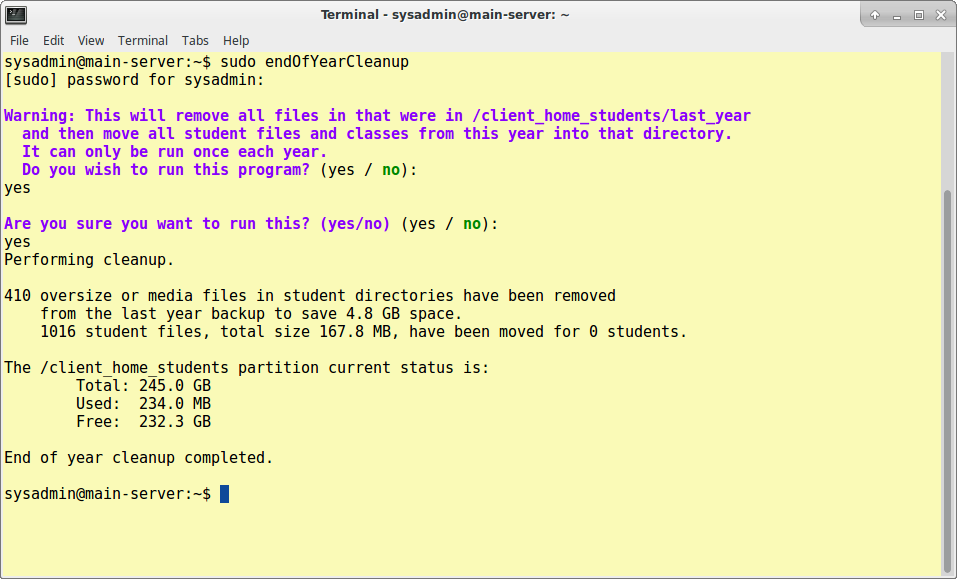 Terminal - sysadmin@main-server: ~
File Edit View Terminal Tabs Help
sysadmin@main-server:~$ sudo endOfYearCleanup
[sudo] password for sysadmin:
Warning: This will remove all files in that were in /client_home_students/last_year
and then move all student files and classes from this year into that directory.
It can only be run once each year.
Do you wish to run this program? (yes / no):
yes
Are you sure you want to run this? (yes/no) (yes / no):
yes
Performing cleanup.
410 oversize or media files in student directories have been removed
from the last year backup to save 4.8 GB space.
1016 student files, total size 167.8 MB, have been moved for 0 students.
The /client_home_students partition current status is:
Total: 245.0 GB
Used: 234.0 MB
Free: 232.3 GB
End of year cleanup completed.
sysadmin@main-server:~$